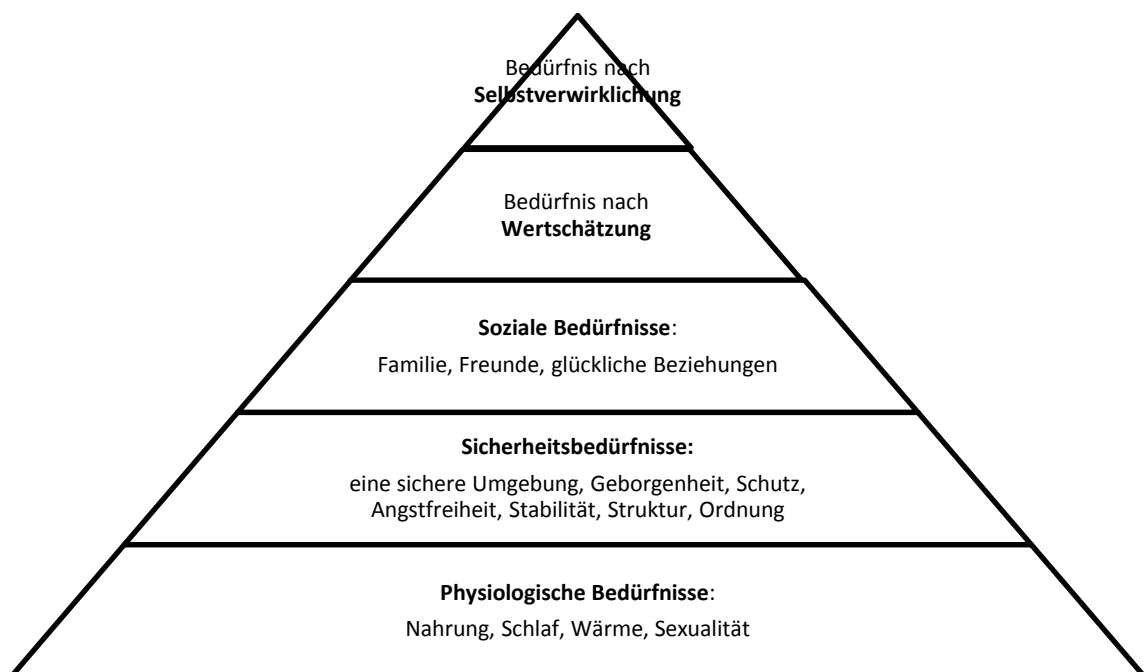 Bedürfnis nach
Selbstverwirklichung
Bedürfnis nach
Wertschätzung
Soziale Bedürfnisse:
Familie, Freunde, glückliche Beziehungen
Sicherheitsbedürfnisse:
eine sichere Umgebung, Geborgenheit, Schutz,
Angstfreiheit, Stabilität, Struktur, Ordnung
Physiologische Bedürfnisse:
Nahrung, Schlaf, Wärme, Sexualität